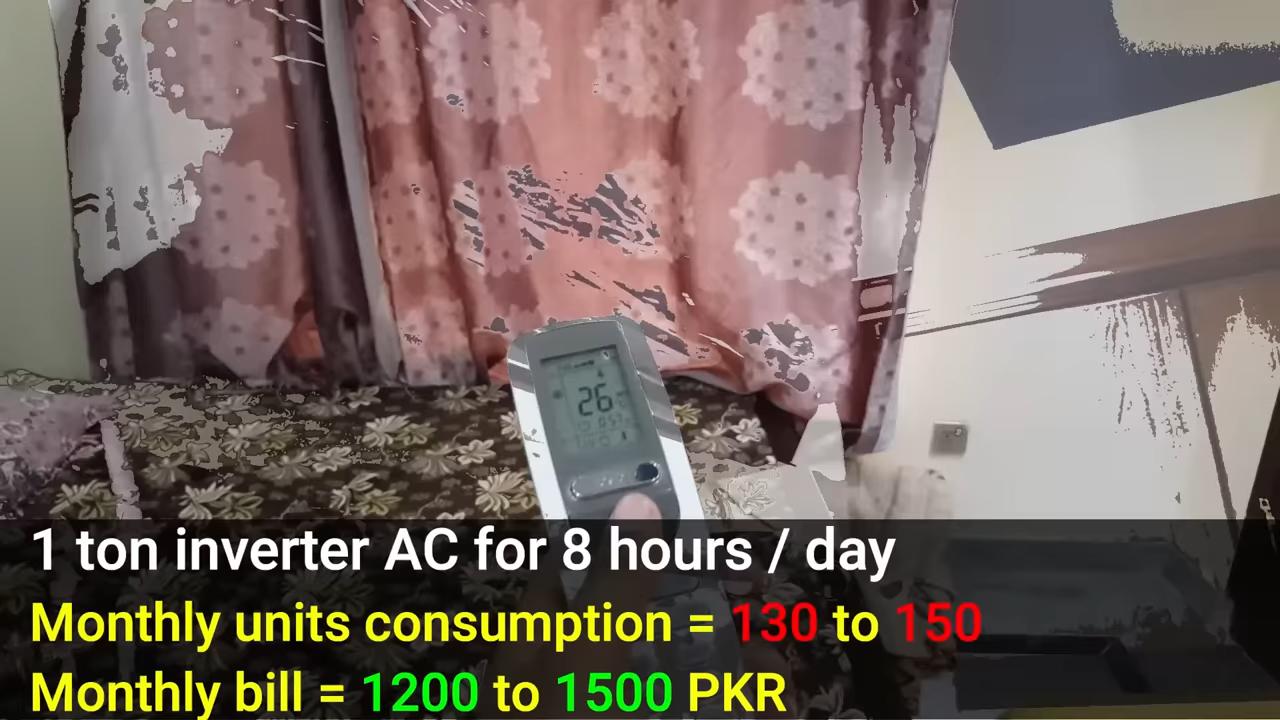 26
1 ton inverter AC for 8 hours / day
Monthly units consumption = 130 to 150
Monthly bill = 1200 to 1500 PKR